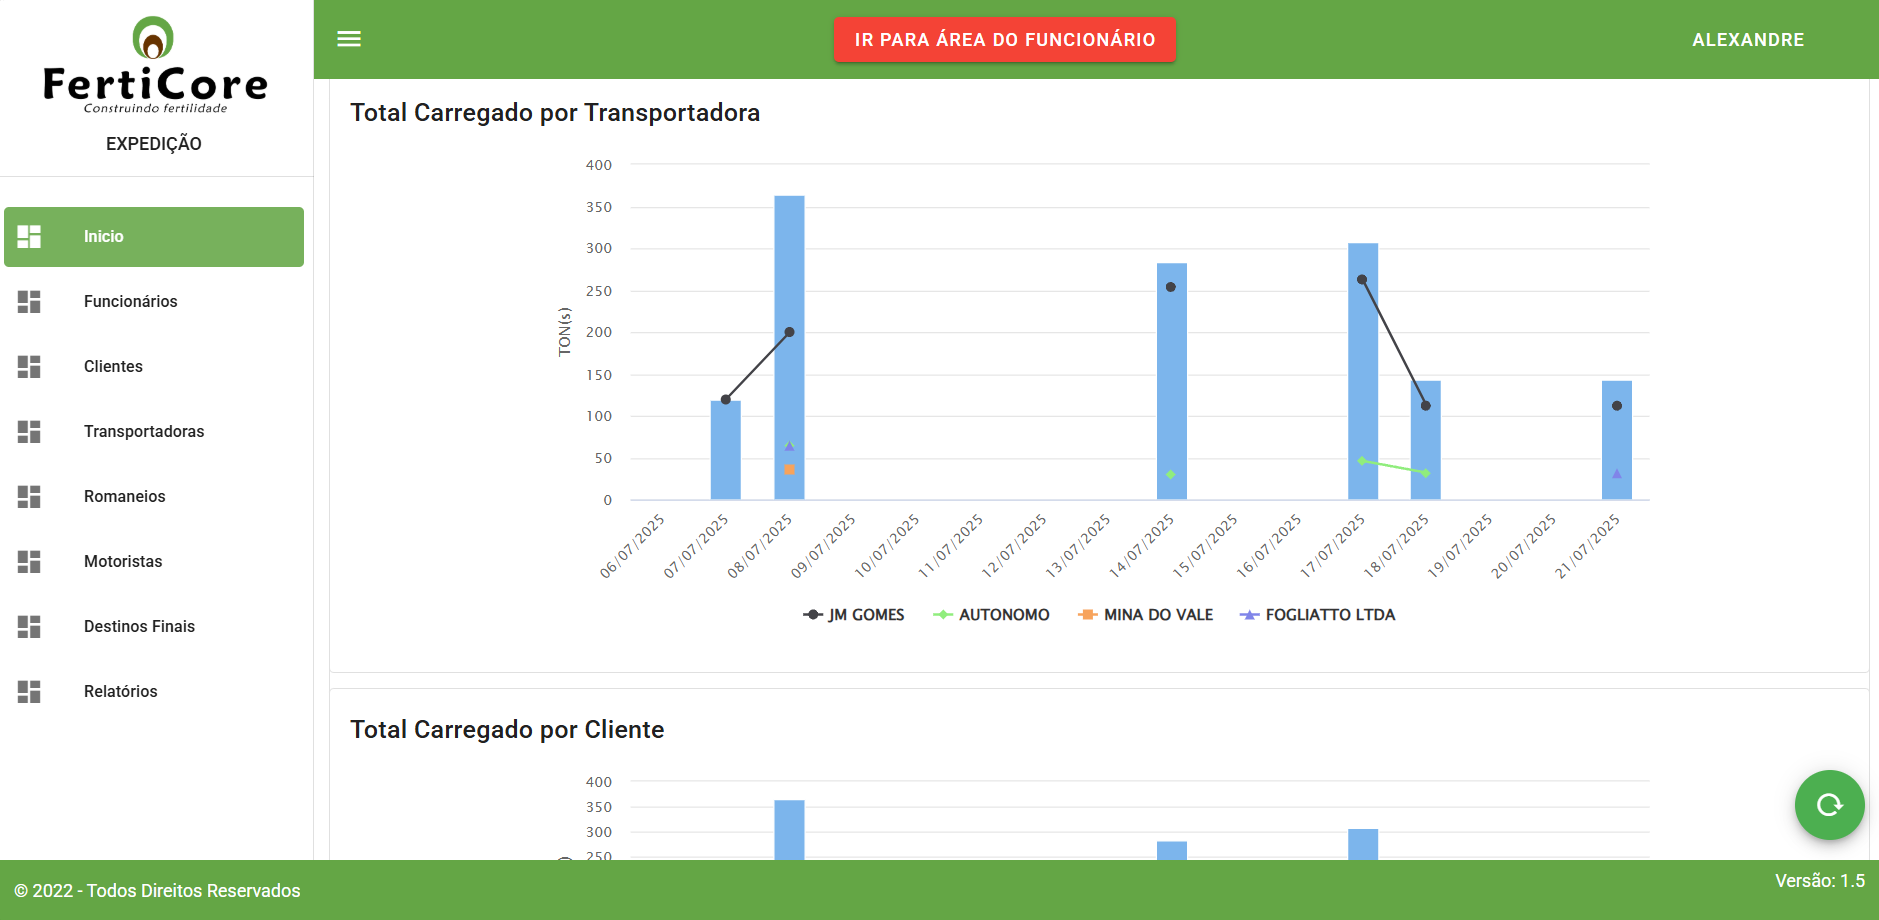 FertiCore
Construindo fertilidade
EXPEDIÇÃO
Inicio
Funcionários
Clientes
Transportadoras
Romaneios
Motoristas
Destinos Finais
Relatórios
IR PARA ÁREA DO FUNCIONÁRIO
ALEXANDRE
Total Carregado por Transportadora
TON(s)
400
350
300
250
200
150
100
50
0
06/07/2025
07/07/2025
08/07/2025
09/07/2025
10/07/2025
11/07/2025
12/07/2025
13/07/2025
14/07/2025
15/07/2025
16/07/2025
17/07/2025
18/07/2025
19/07/2025
20/07/2025
21/07/2025
JM GOMES AUTONOMO MINA DO VALE FOGLIATTO LTDA
Total Carregado por Cliente
400
350
300
250
© 2022 - Todos Direitos Reservados
Versão: 1.5